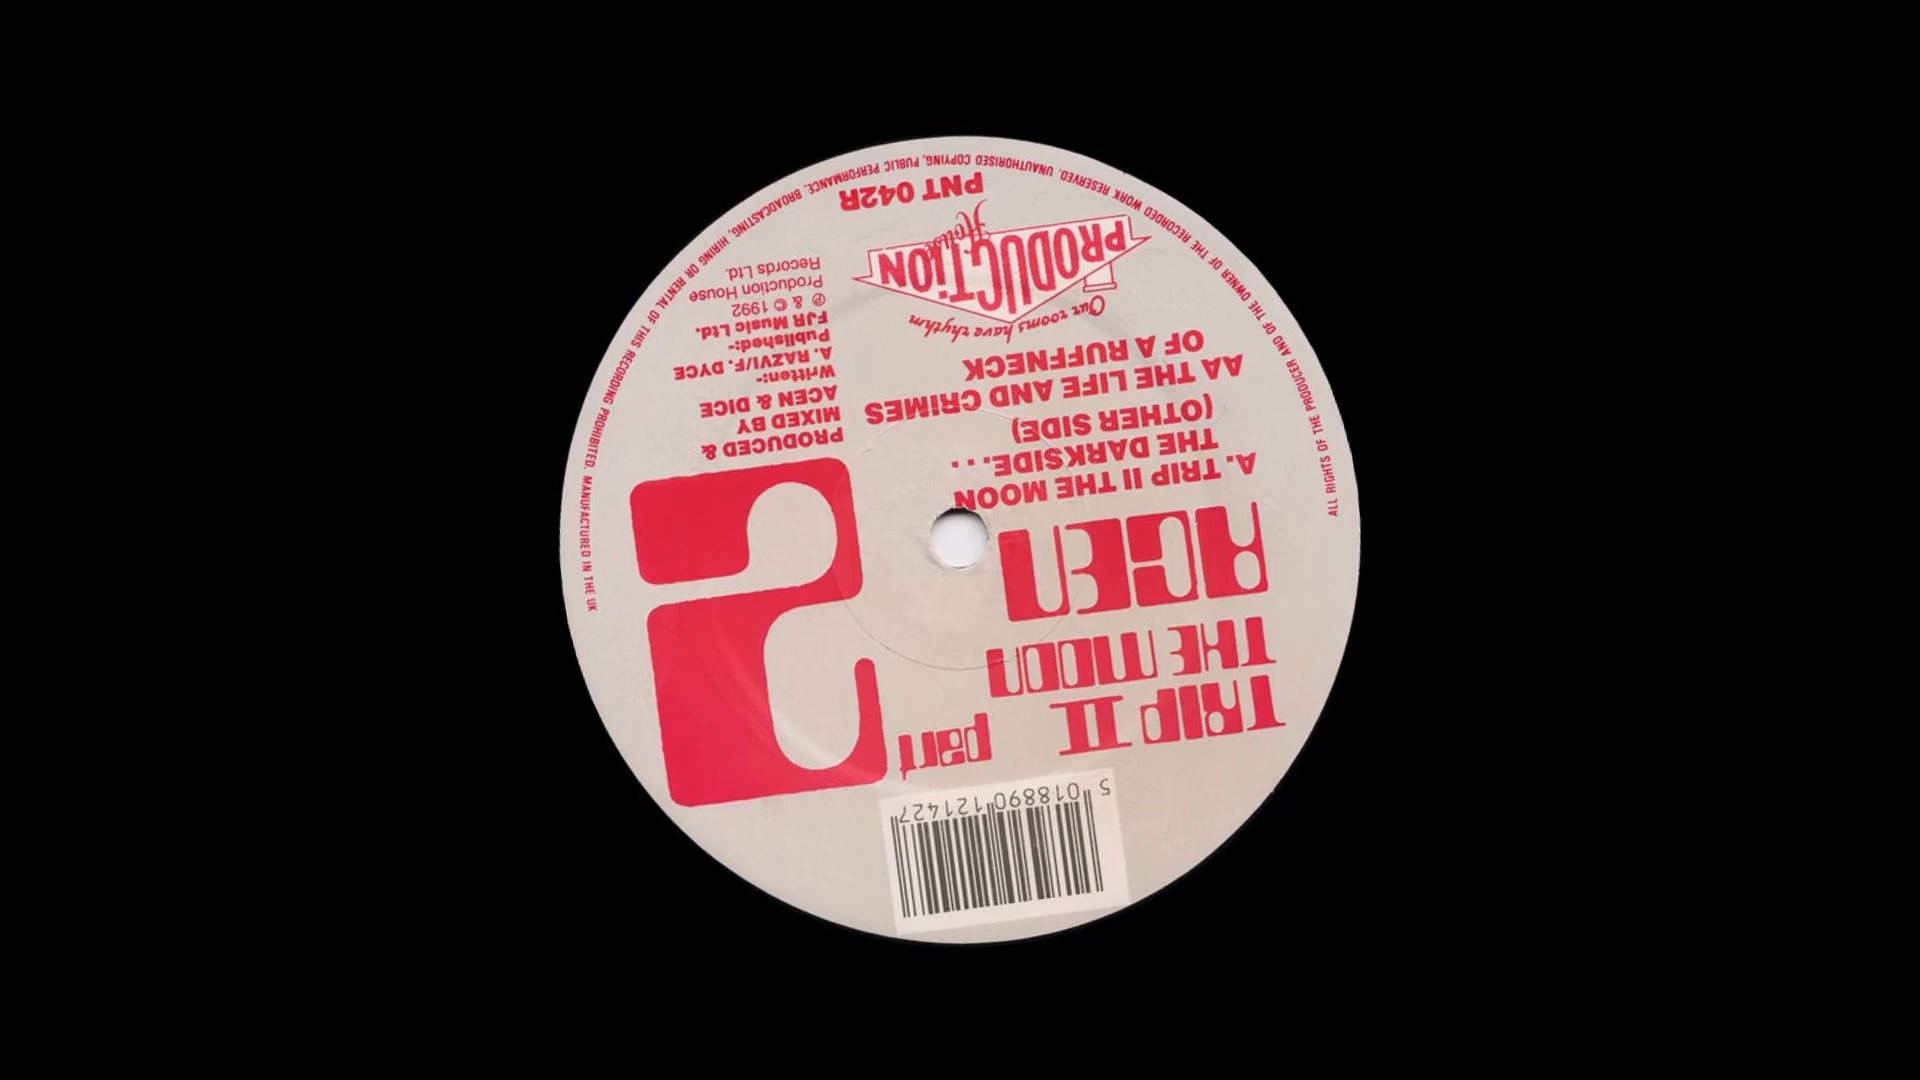 5 018890 121427
TRIP II part
THE MOON
2
ACEN
A. TRIP II THE MOON
THE DARKSIDE...
(OTHER SIDE)
AA THE LIFE AND CRIMES
OF A RUFFNECK
PRODUCED &
MIXED BY
ACEN & DICE
Written:-
A. RAZVI/F. DYCE
Published:-
FJR Music Ltd.
℗ & © 1992
Production House
Records Ltd.
Our rooms have rhythm
PRODUCTiON
House
PNT 042R
ALL RIGHTS OF THE PRODUCER AND OF THE OWNER OF THE RECORDED WORK RESERVED. UNAUTHORISED COPYING, PUBLIC PERFORMANCE, BROADCASTING, HIRING OR RENTAL OF THIS RECORDING PROHIBITED. MANUFACTURED IN THE UK